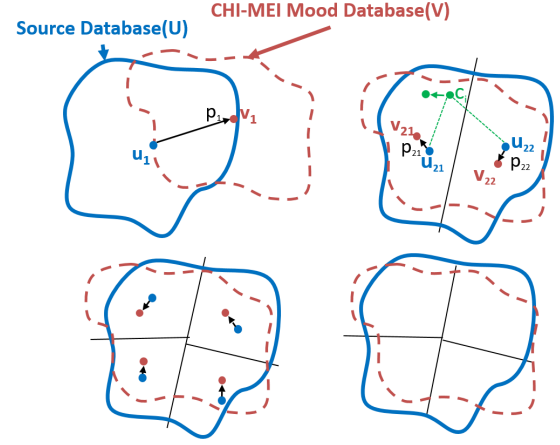 CHI-MEI Mood Database(V)
Source Database(U)
p1 v1
u1
C
v21 u22
p21 u21 p22
v22